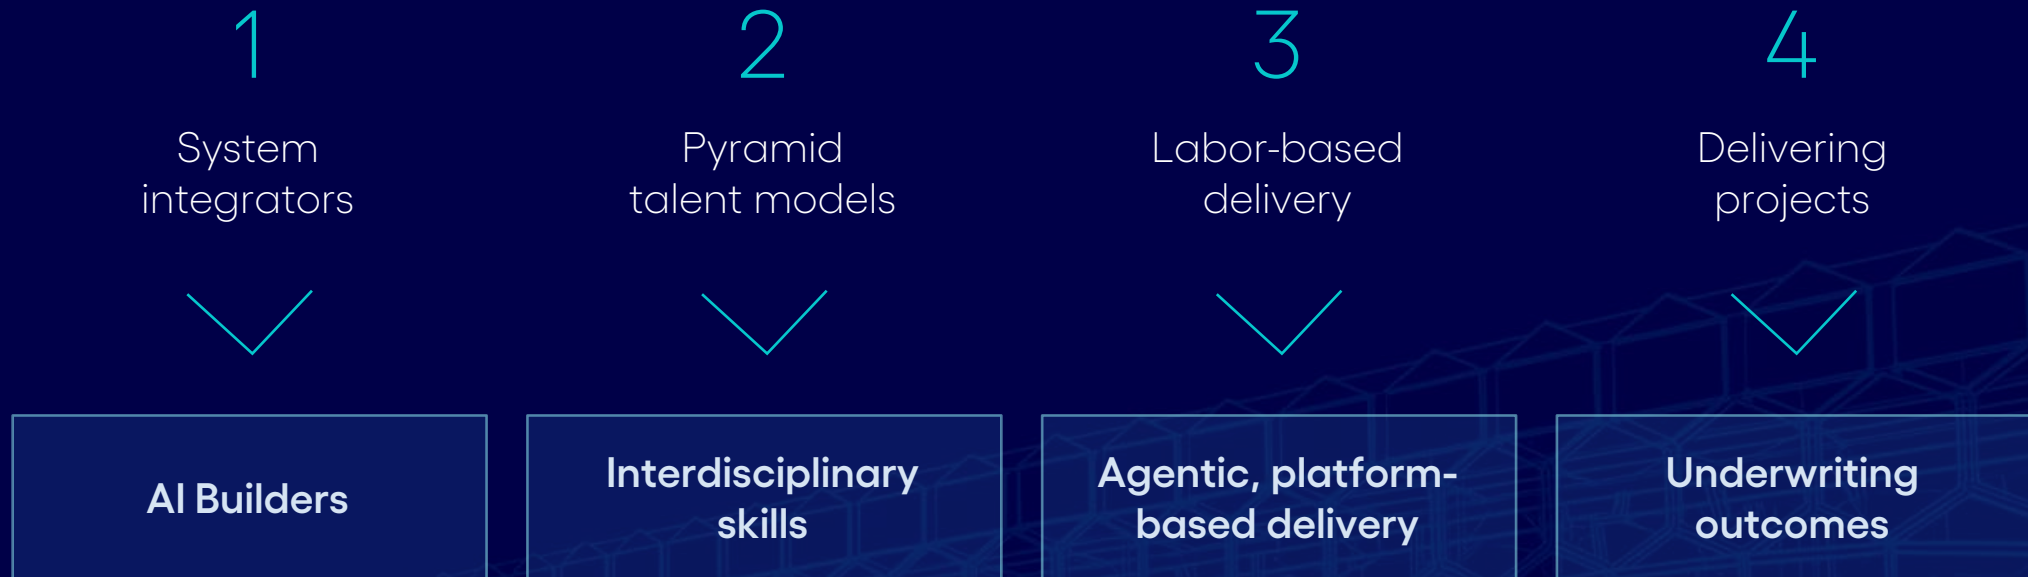 1
System
integrators
AI Builders
2
Pyramid
talent models
Interdisciplinary
skills
3
Labor-based
delivery
Agentic, platform-
based delivery
4
Delivering
projects
Underwriting
outcomes